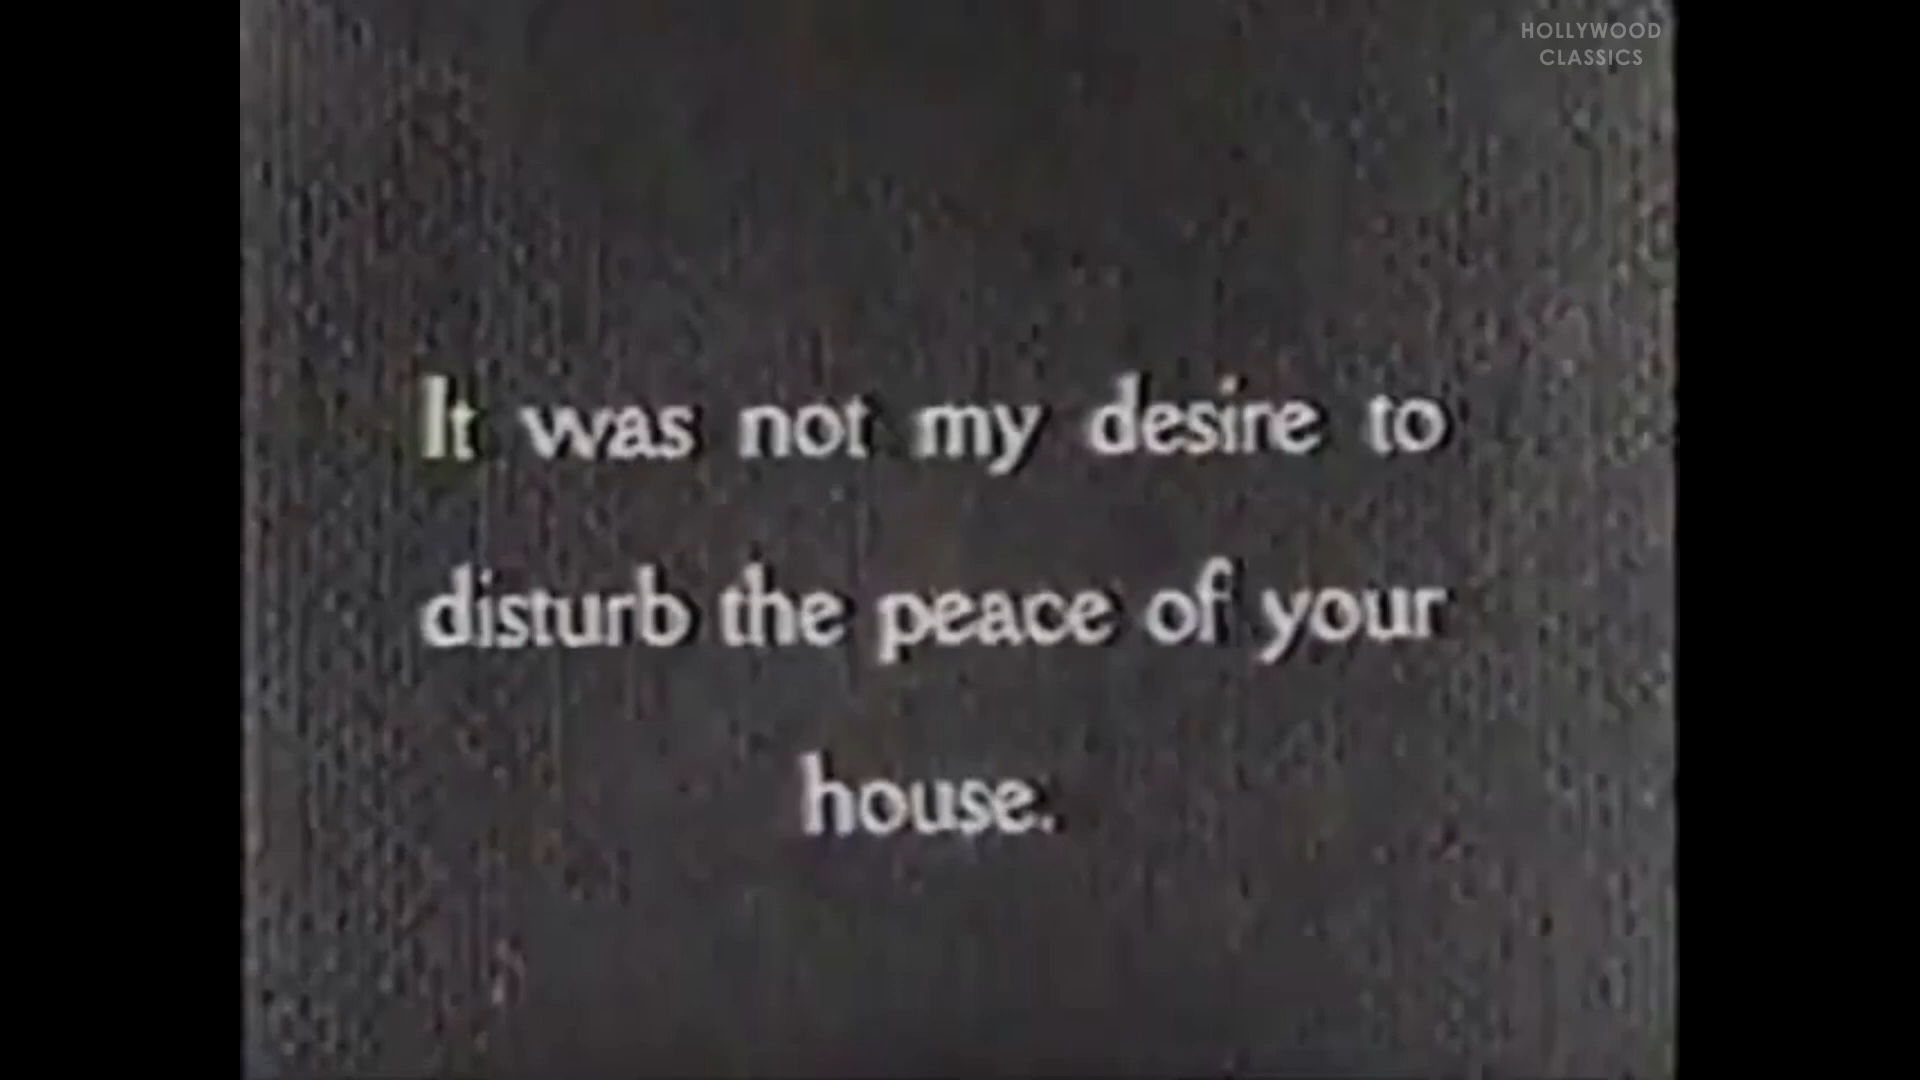 HOLLYWOOD
CLASSICS
It was not my desire to
disturb the peace of your
house.